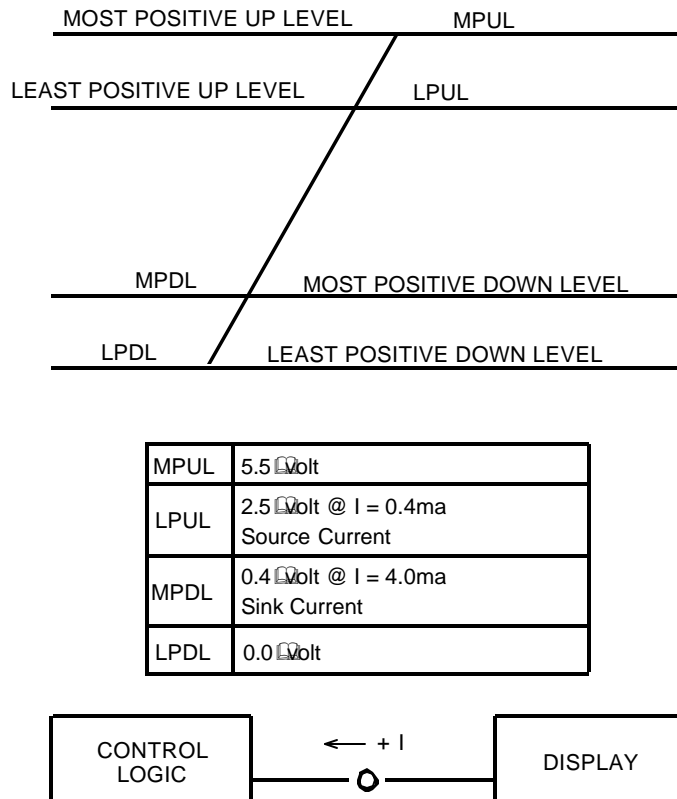 MOST POSITIVE UP LEVEL MPUL
LEAST POSITIVE UP LEVEL LPUL
MPDL MOST POSITIVE DOWN LEVEL
LPDL LEAST POSITIVE DOWN LEVEL
MPUL 5.5 volt
LPUL 2.5 volt @ I = 0.4ma
Source Current
MPDL 0.4 volt @ I = 4.0ma
Sink Current
LPDL 0.0 volt
CONTROL
LOGIC
← + I
DISPLAY